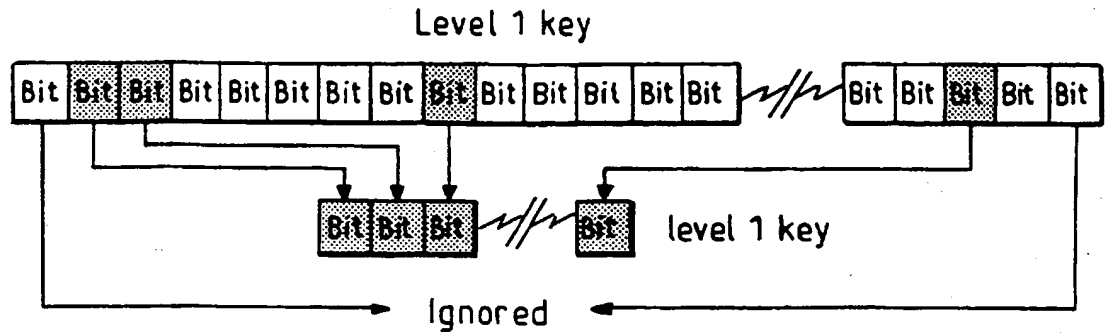 Level 1 key
Bit Bit Bit Bit Bit Bit Bit Bit Bit Bit Bit Bit Bit Bit Bit Bit Bit Bit Bit
Bit Bit Bit Bit level 1 key
Ignored